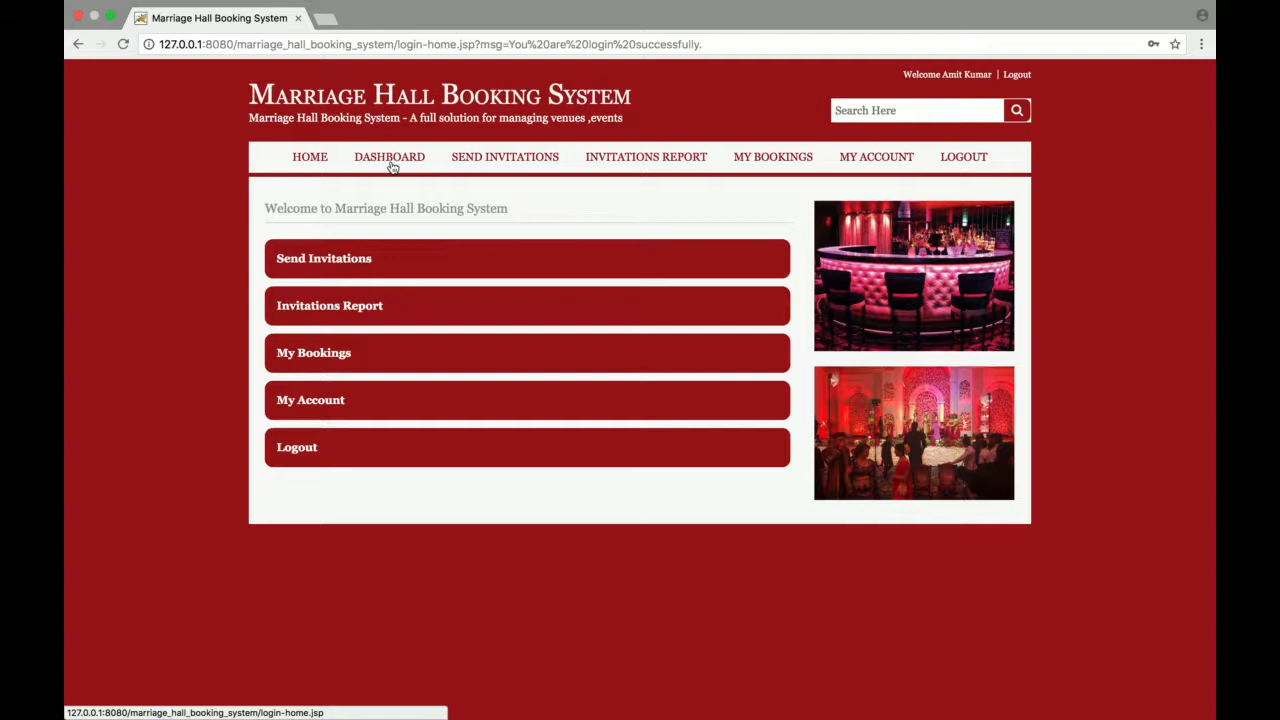 Marriage Hall Booking System
127.0.0.1:8080/marriage_hall_booking_system/login-home.jsp?msg=You%20are%20login%20successfully.
Welcome Amit Kumar | Logout
Marriage Hall Booking System
Marriage Hall Booking System - A full solution for managing venues ,events
Search Here
HOME DASHBOARD SEND INVITATIONS INVITATIONS REPORT MY BOOKINGS MY ACCOUNT LOGOUT
Welcome to Marriage Hall Booking System
Send Invitations
Invitations Report
My Bookings
My Account
Logout
127.0.0.1:8080/marriage_hall_booking_system/login-home.jsp